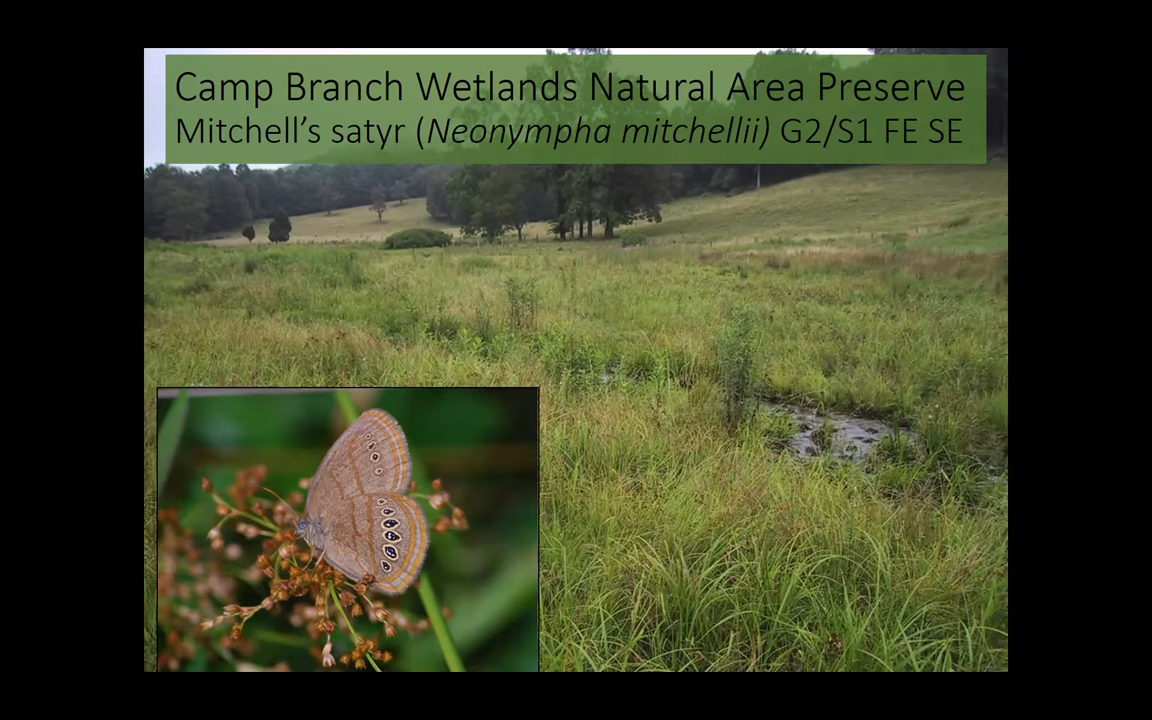 Camp Branch Wetlands Natural Area Preserve
Mitchell’s satyr (Neonympha mitchellii) G2/S1 FE SE